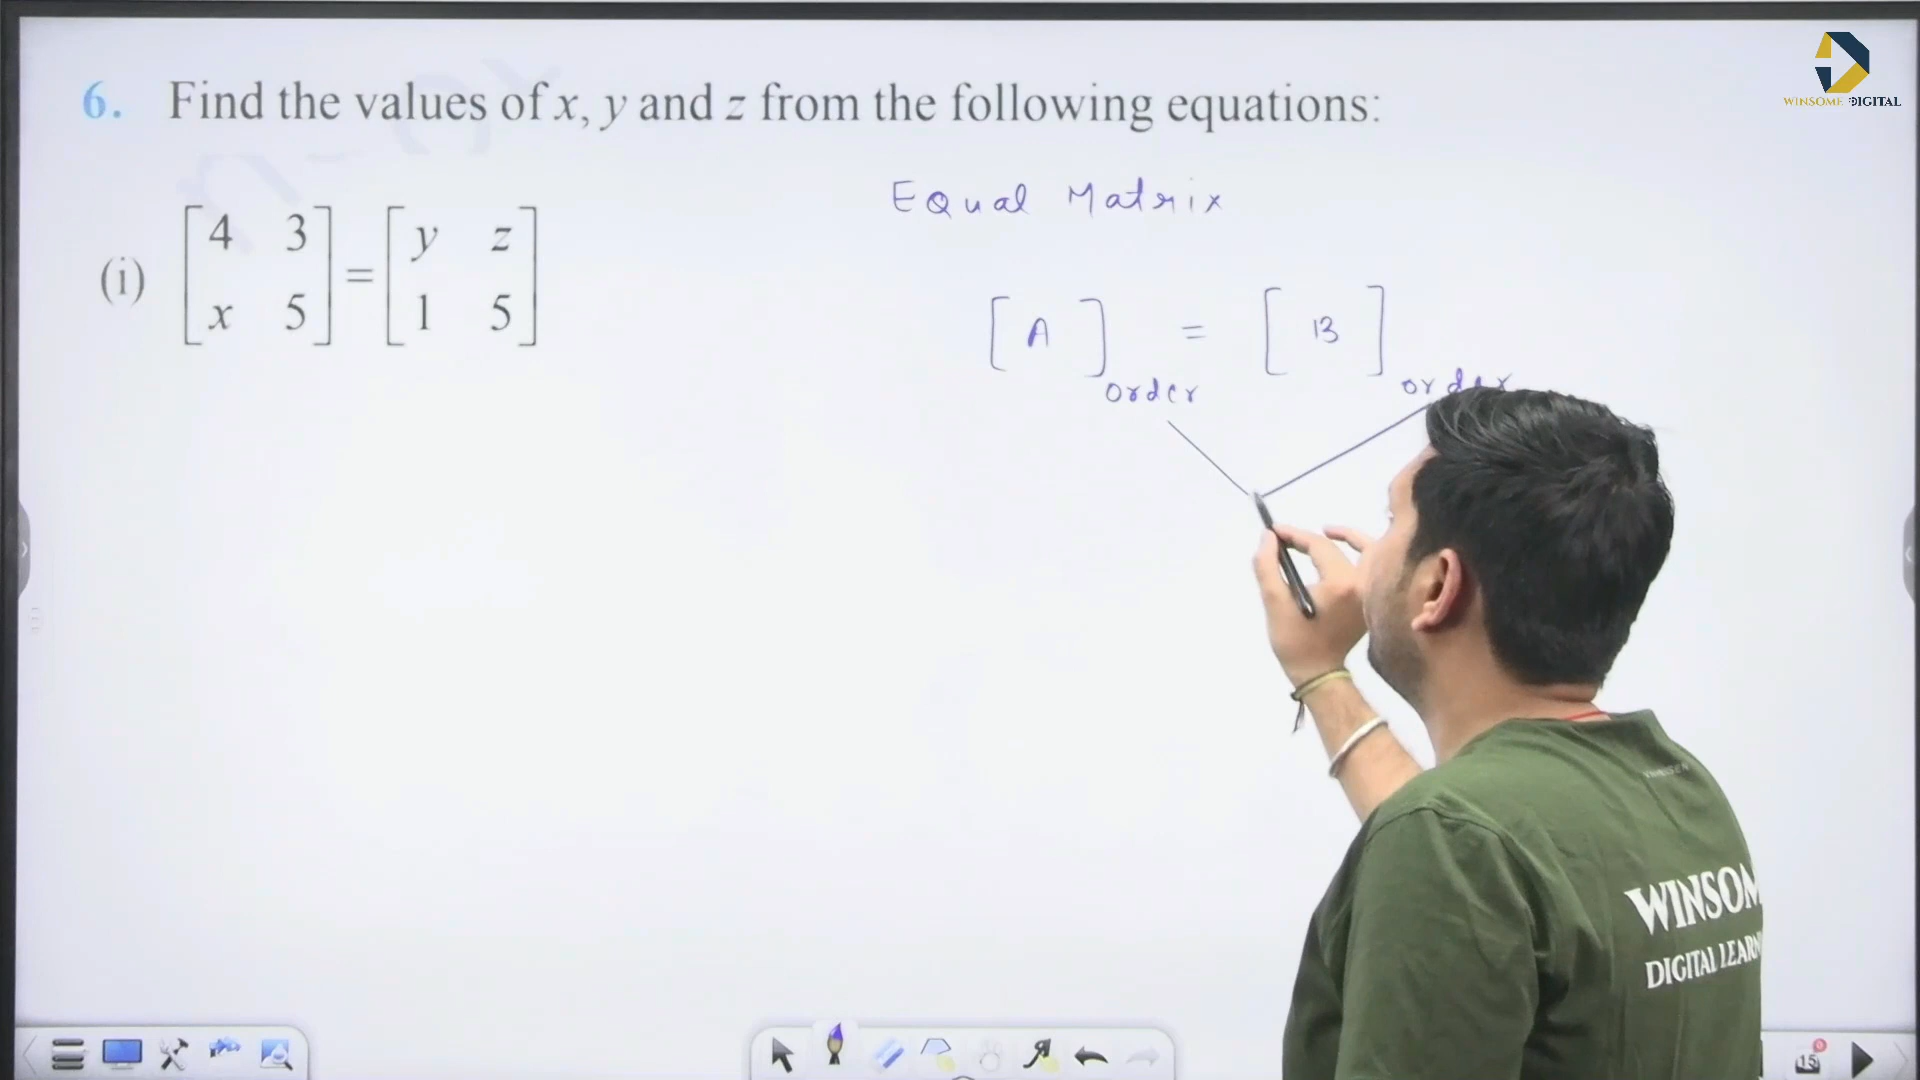 WINSOME DIGITAL
6. Find the values of x, y and z from the following equations:
Equal Matrix
(i) [4 3; x 5] = [y z; 1 5]
[A] order = [B] order
WINSOM
DIGITAL LEARN
15